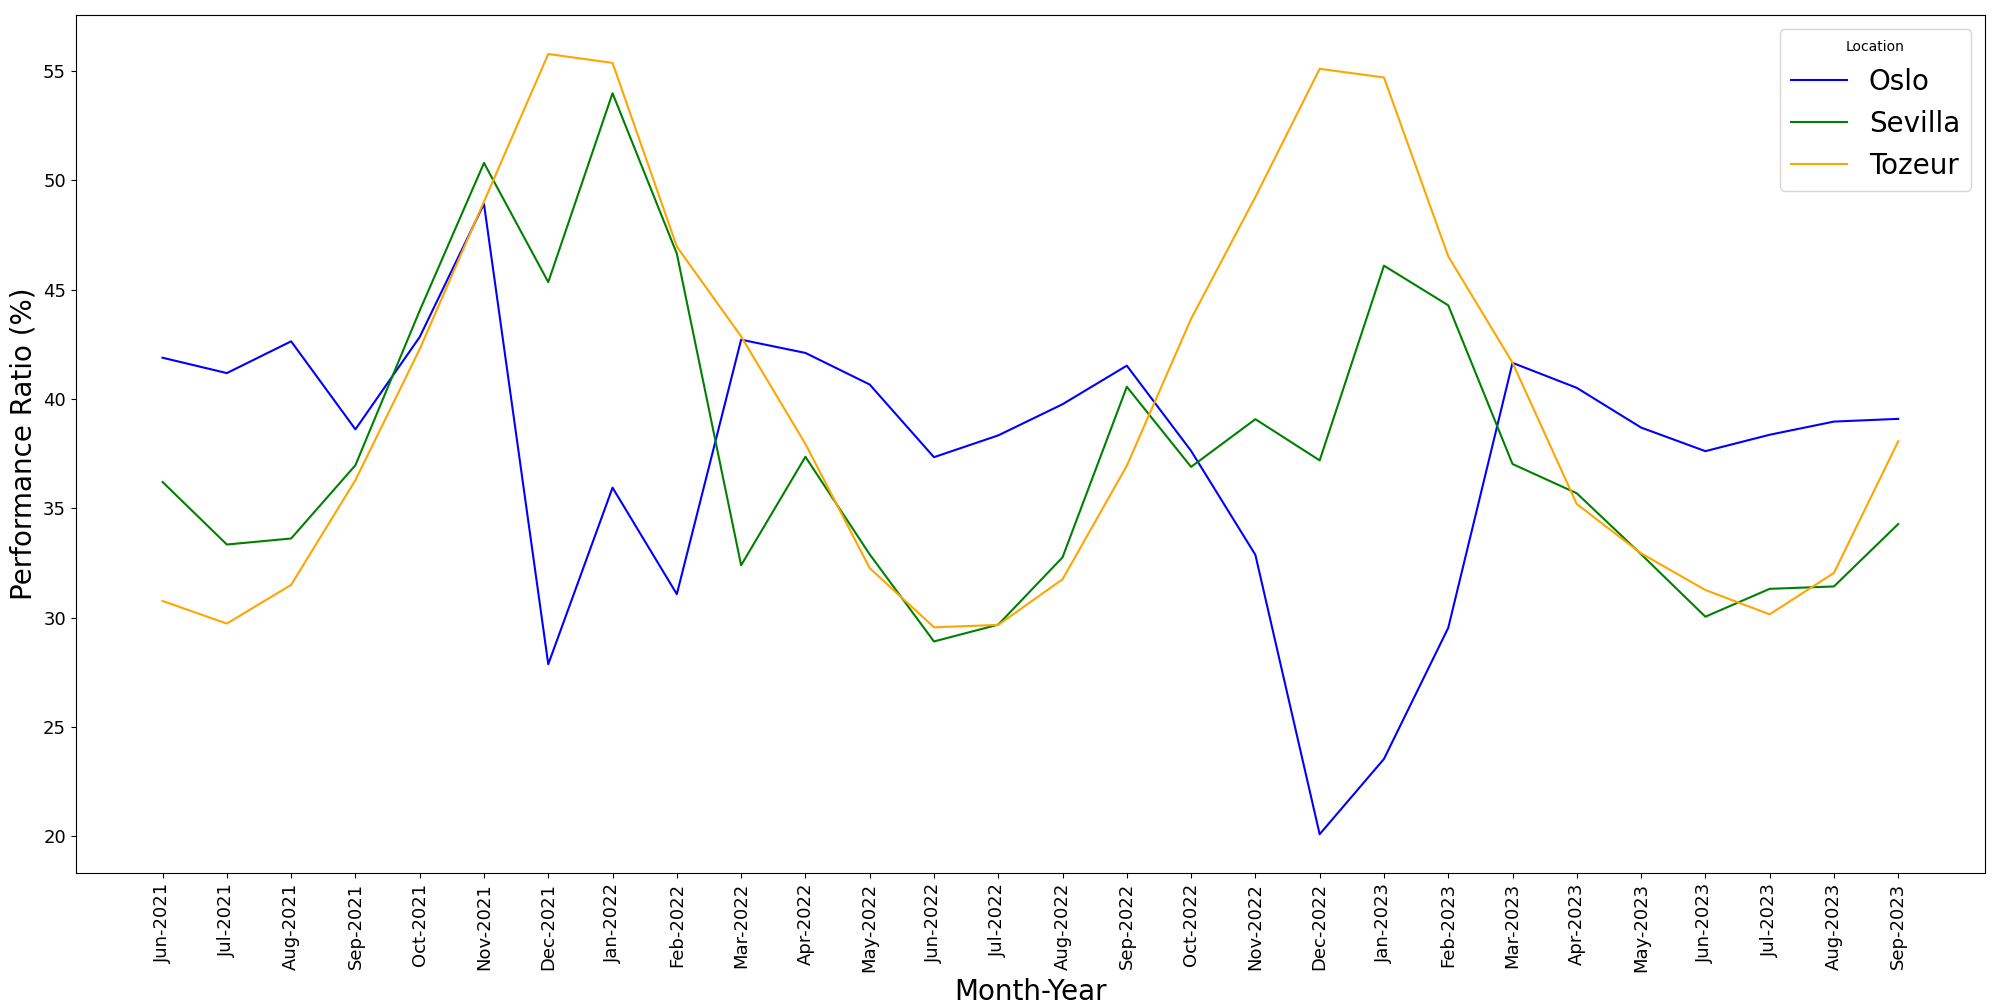 Location
Oslo
Sevilla
Tozeur
Performance Ratio (%)
55
50
45
40
35
30
25
20
Jun-2021
Jul-2021
Aug-2021
Sep-2021
Oct-2021
Nov-2021
Dec-2021
Jan-2022
Feb-2022
Mar-2022
Apr-2022
May-2022
Jun-2022
Jul-2022
Aug-2022
Sep-2022
Oct-2022
Nov-2022
Dec-2022
Jan-2023
Feb-2023
Mar-2023
Apr-2023
May-2023
Jun-2023
Jul-2023
Aug-2023
Sep-2023
Month-Year